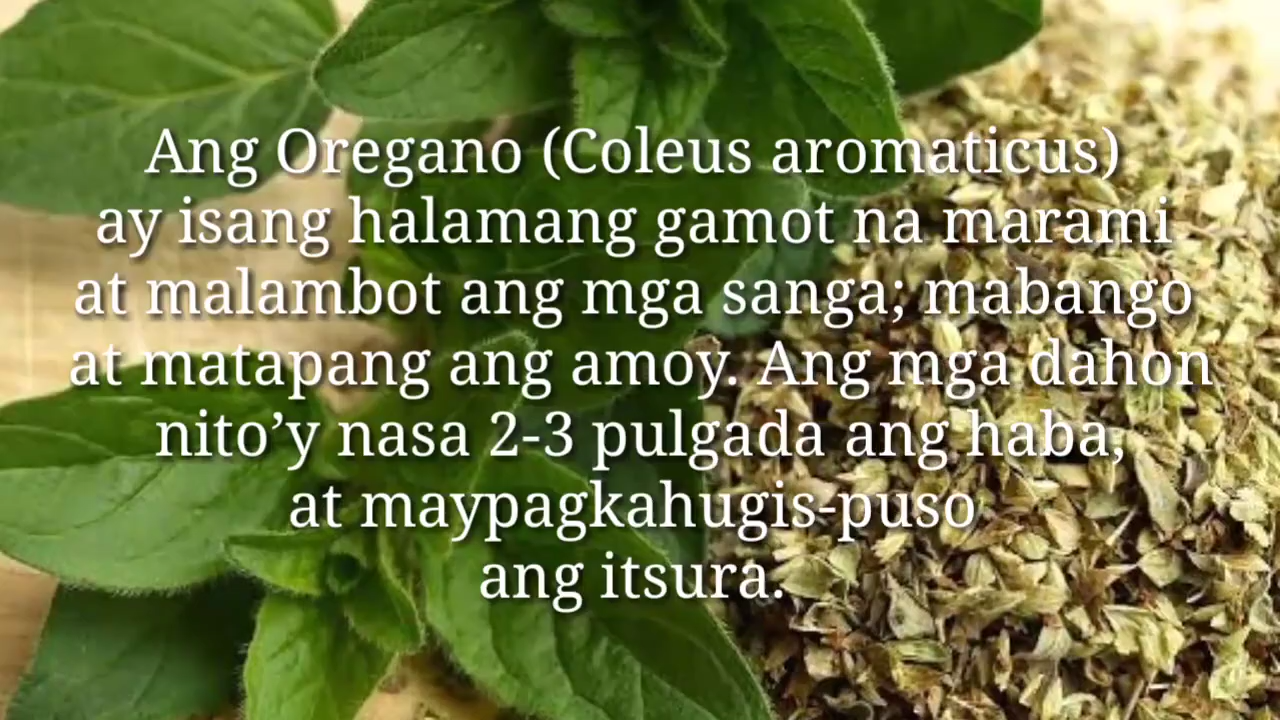 Ang Oregano (Coleus aromaticus)
ay isang halamang gamot na marami
at malambot ang mga sanga; mabango
at matapang ang amoy. Ang mga dahon
nito’y nasa 2-3 pulgada ang haba,
at maypagkahugis-puso
ang itsura.